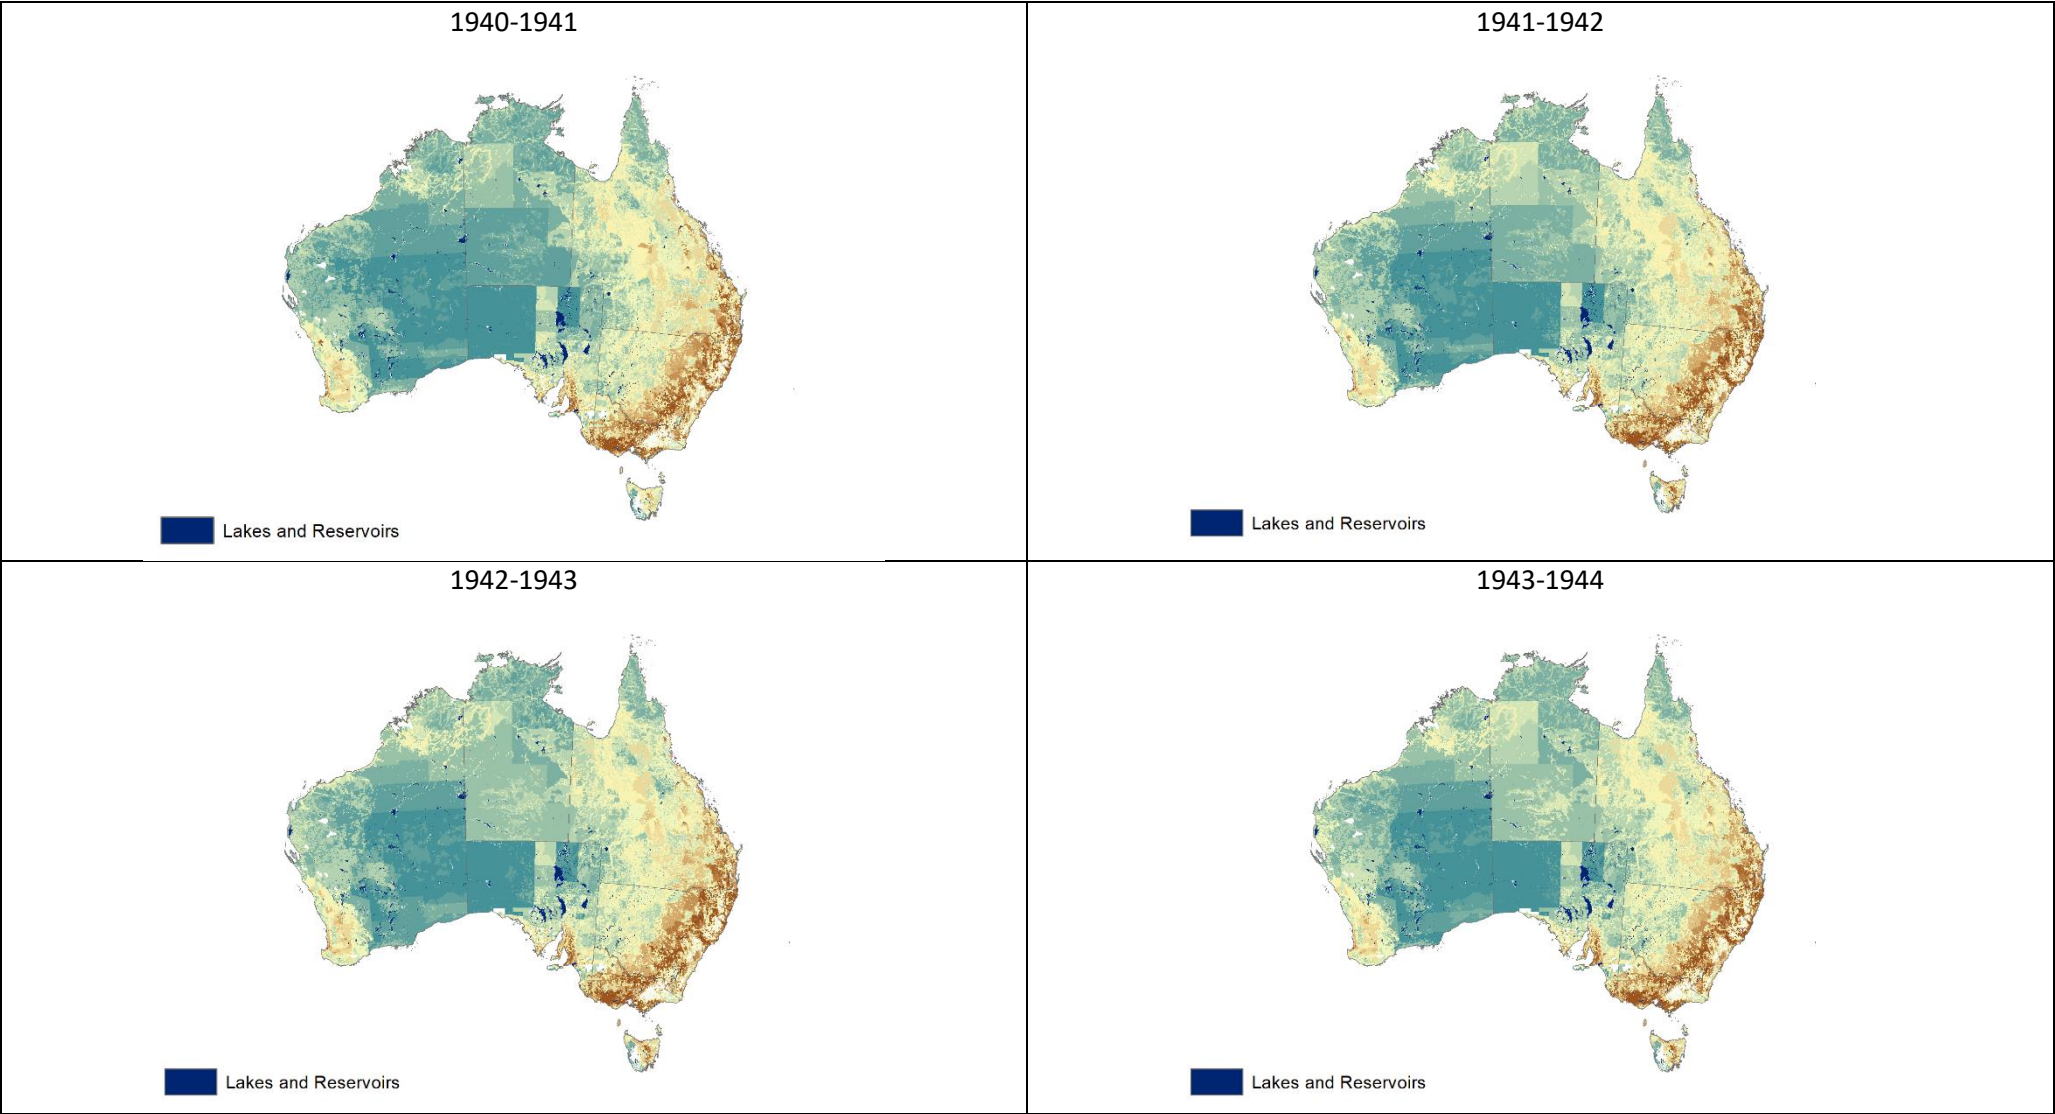 1940-1941
Lakes and Reservoirs
1941-1942
Lakes and Reservoirs
1942-1943
Lakes and Reservoirs
1943-1944
Lakes and Reservoirs